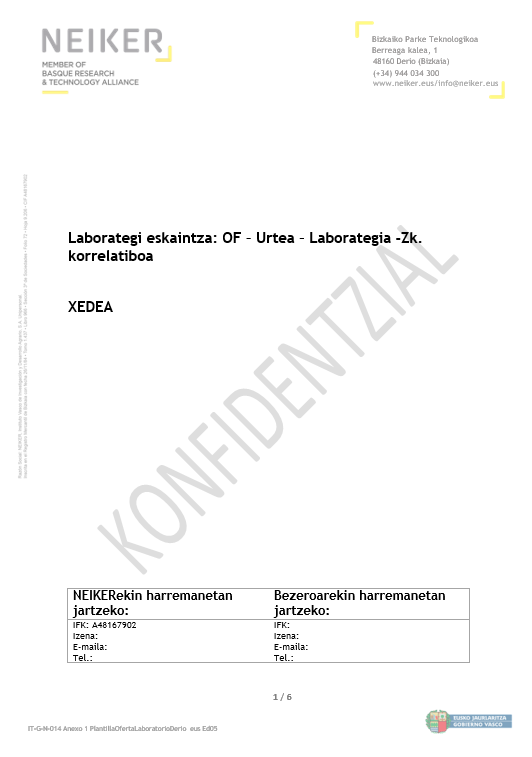 NEIKER
MEMBER OF
BASQUE RESEARCH
& TECHNOLOGY ALLIANCE
Bizkaiko Parke Teknologikoa
Berreaga kalea, 1
48160 Derio (Bizkaia)
(+34) 944 034 300
www.neiker.eus/info@neiker.eus
Laborategi eskaintza: OF – Urtea – Laborategia -Zk.
korrelatiboa
XEDEA
KONFIDENTZIAL
NEIKERekin harremanetan
jartzeko:
IFK: A48167902
Izena:
E-maila:
Tel.:
Bezeroarekin harremanetan
jartzeko:
IFK:
Izena:
E-maila:
Tel.:
1 / 6
EUSKO JAURLARITZA
GOBIERNO VASCO
IT-G-M-014 Anexo 1 PlantillaOfertaLaboratorioDerio eus Ed05